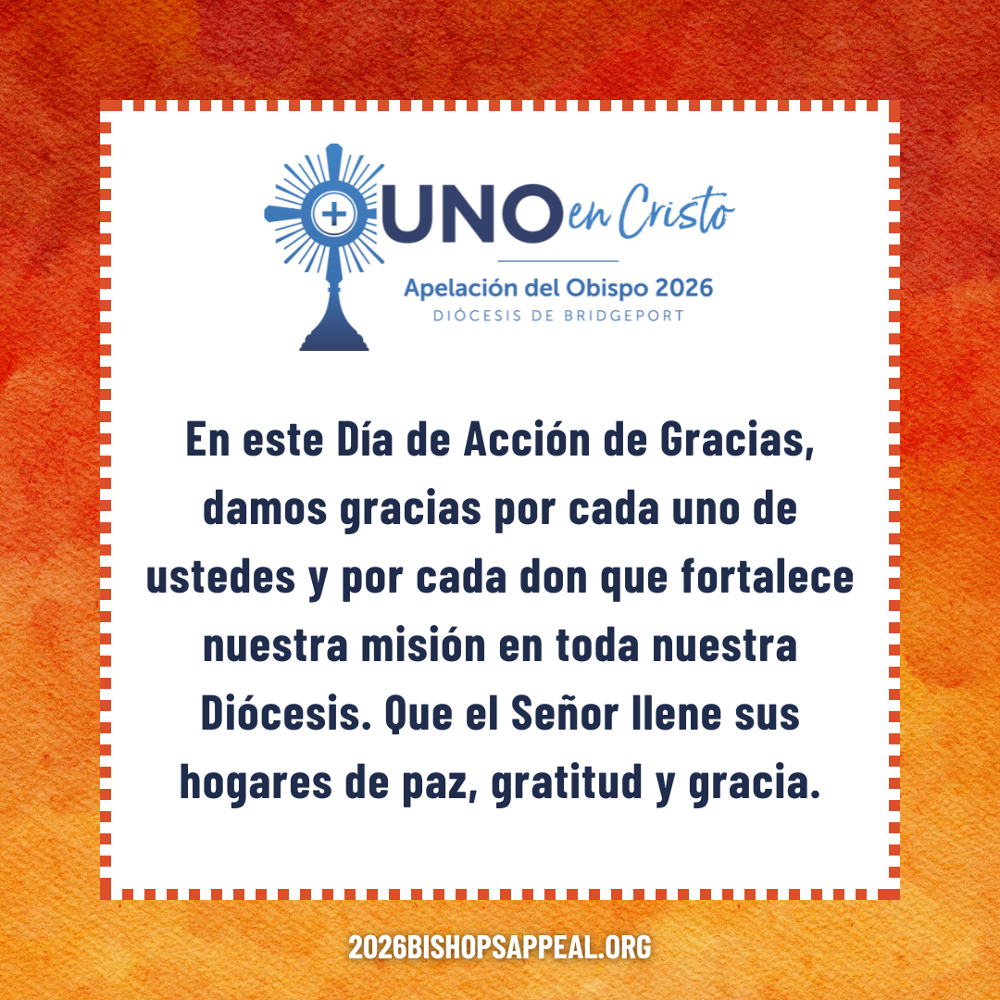 UNO en Cristo
Apelación del Obispo 2026
DIÓCESIS DE BRIDGEPORT
En este Día de Acción de Gracias,
damos gracias por cada uno de
ustedes y por cada don que fortalece
nuestra misión en toda nuestra
Diócesis. Que el Señor llene sus
hogares de paz, gratitud y gracia.
2026BISHOPSAPPEAL.ORG